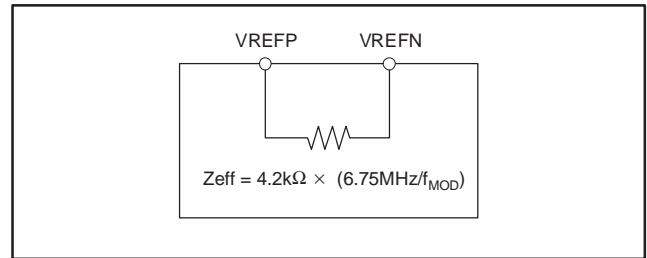 VREFP VREFN
Zeff = 4.2kΩ × (6.75MHz/fMOD)